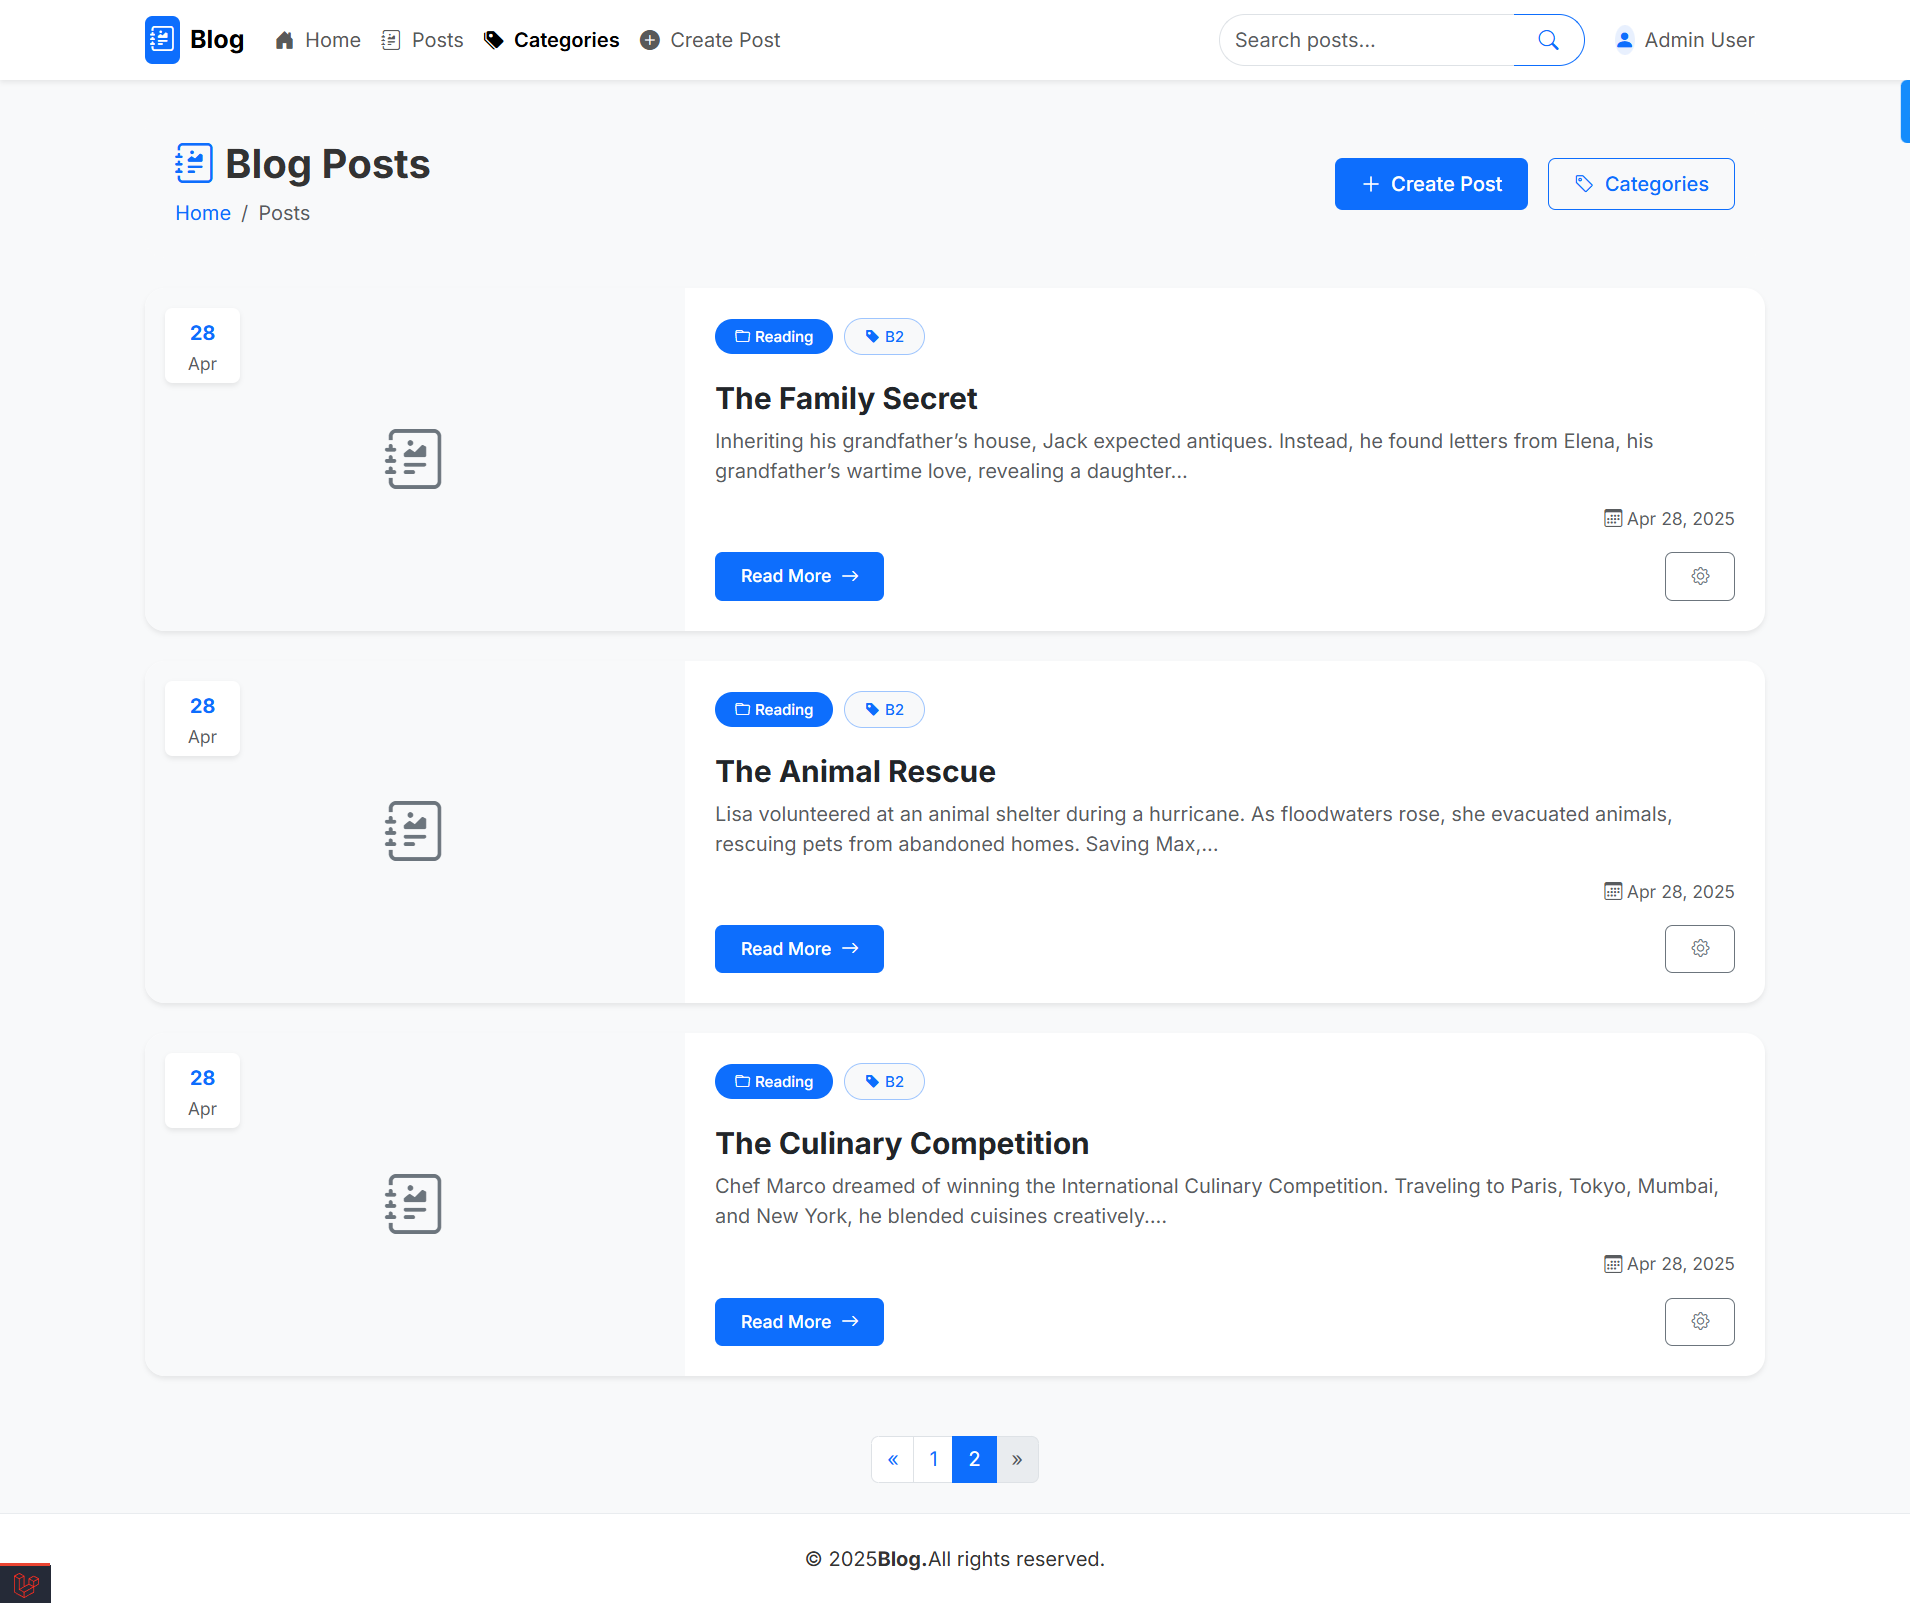 Blog
Home
Posts
Categories
Create Post
Search posts...
Admin User
Blog Posts
Home / Posts
Create Post
Categories
28
Apr
Reading
B2
The Family Secret
Inheriting his grandfather’s house, Jack expected antiques. Instead, he found letters from Elena, his
grandfather’s wartime love, revealing a daughter...
Apr 28, 2025
Read More
28
Apr
Reading
B2
The Animal Rescue
Lisa volunteered at an animal shelter during a hurricane. As floodwaters rose, she evacuated animals,
rescuing pets from abandoned homes. Saving Max,...
Apr 28, 2025
Read More
28
Apr
Reading
B2
The Culinary Competition
Chef Marco dreamed of winning the International Culinary Competition. Traveling to Paris, Tokyo, Mumbai,
and New York, he blended cuisines creatively....
Apr 28, 2025
Read More
« 1 2 »
© 2025Blog.All rights reserved.